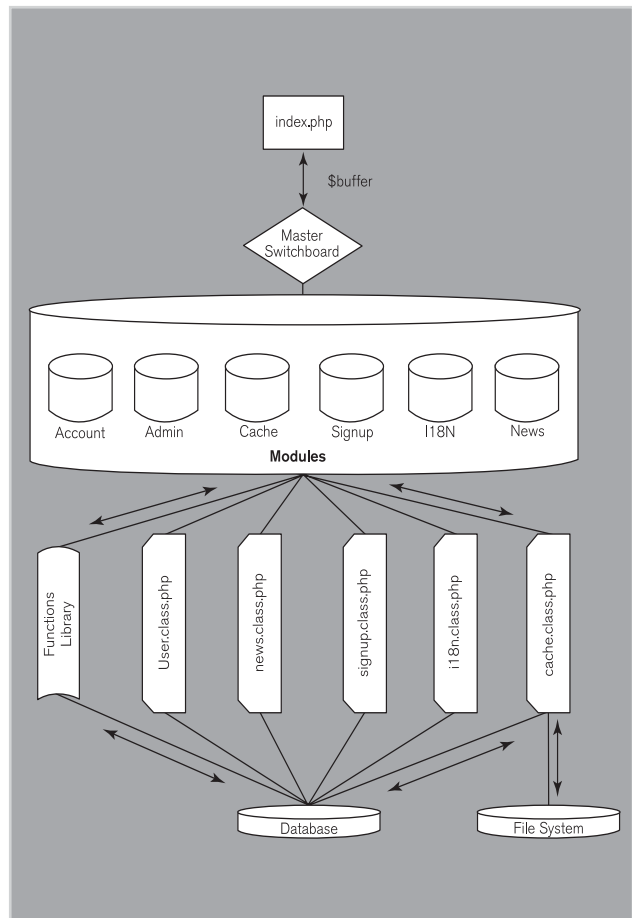 index.php
$buffer
Master
Switchboard
Account
Admin
Cache
Signup
I18N
News
Modules
Functions
Library
User.class.php
news.class.php
signup.class.php
i18n.class.php
cache.class.php
Database
File System